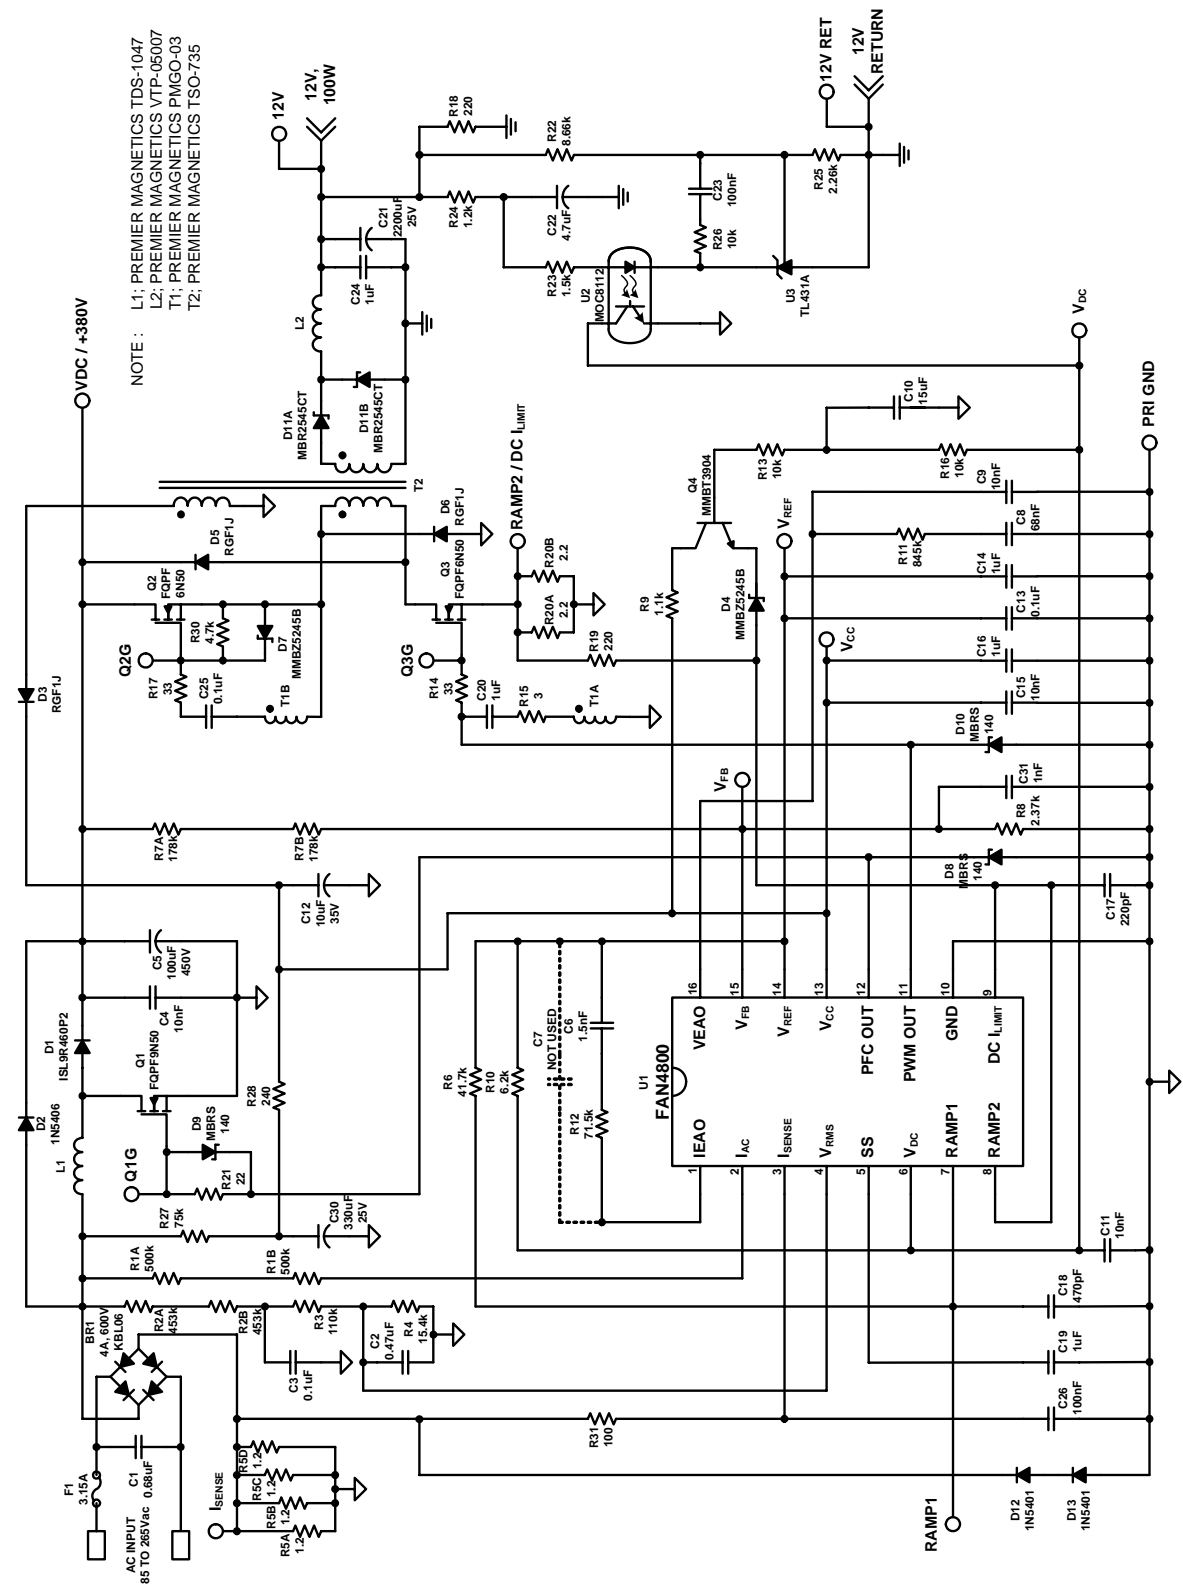 NOTE :
L1; PREMIER MAGNETICS TDS-1047
L2; PREMIER MAGNETICS VTP-05007
T1; PREMIER MAGNETICS PMGO-03
T2; PREMIER MAGNETICS TSO-735
AC INPUT
85 TO 265Vac
F1
3.15A
C1
0.68uF
BR1
4A, 600V
KBL06
ISENSE
R5A
1.2
R5B
1.2
R5C
1.2
R5D
1.2
R2A
453k
R2B
453k
R3
110k
R4
15.4k
C3
0.1uF
C2
0.47uF
R1A
500k
R1B
500k
R27
75k
C30
330uF
25V
L1
D2
1N5406
D1
ISL9R460P2
Q1G
Q1
FQPF9N50
D9
MBRS
140
R21
22
R28
240
C4
10nF
C5
100uF
450V
C12
10uF
35V
R7A
178k
R7B
178k
D3
RGF1J
VDC / +380V
Q2G
Q2
FQPF
6N50
R17
33
R30
4.7k
C25
0.1uF
T1B
D7
MMBZ5245B
D5
RGF1J
T2
D6
RGF1J
Q3G
Q3
FQPF6N50
R14
33
C20
1uF
R15
3
T1A
RAMP2 / DC ILIMIT
R20A
2.2
R20B
2.2
R19
220
D11A
MBR2545CT
D11B
MBR2545CT
L2
C24
1uF
C21
2200uF
25V
12V
12V,
100W
R24
1.2k
R18
220
R22
8.66k
C22
4.7uF
R23
1.5k
U2
MOC8112
R26
10k
C23
100nF
U3
TL431A
R25
2.26k
12V RET
12V
RETURN
R9
1.1k
D4
MMBZ5245B
Q4
MMBT3904
R13
10k
R16
10k
C10
15uF
VDC
VREF
VCC
VFB
R11
845k
C9
10nF
C8
68nF
C14
1uF
C13
0.1uF
C16
1uF
C15
10nF
D10
MBRS
140
C31
1nF
R8
2.37k
D8
MBRS
140
C17
220pF
PRI GND
R6
41.7k
R10
6.2k
R12
71.5k
C7
NOT USED
C6
1.5nF
U1
FAN4800
1
IEAO
2
IAC
3
ISENSE
4
VRMS
5
SS
6
VDC
7
RAMP1
8
RAMP2
16
VEAO
15
VFB
14
VREF
13
VCC
12
PFC OUT
11
PWM OUT
10
GND
9
DC ILIMIT
R31
100
C11
10nF
C18
470pF
C19
1uF
C26
100nF
D12
1N5401
D13
1N5401
RAMP1